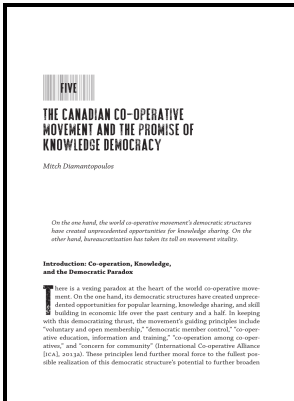 FIVE
THE CANADIAN CO-OPERATIVE
MOVEMENT AND THE PROMISE OF
KNOWLEDGE DEMOCRACY
Mitch Diamantopoulos
On the one hand, the world co-operative movement's democratic structures
have created unprecedented opportunities for knowledge sharing. On the
other hand, bureaucratization has taken its toll on movement vitality.
Introduction: Co-operation, Knowledge,
and the Democratic Paradox
There is a vexing paradox at the heart of the world co-operative move-
ment. On the one hand, its democratic structures have created unprece-
dented opportunities for popular learning, knowledge sharing, and skill
building in economic life over the past century and a half. In keeping
with this democratizing thrust, the movement's guiding principles include
"voluntary and open membership," "democratic member control," "co-oper-
ative education, information and training," "co-operation among co-oper-
atives," and "concern for community" (International Co-operative Alliance
[ICA], 2013a). These principles lend further moral force to the fullest pos-
sible realization of this democratic structure's potential to further broaden